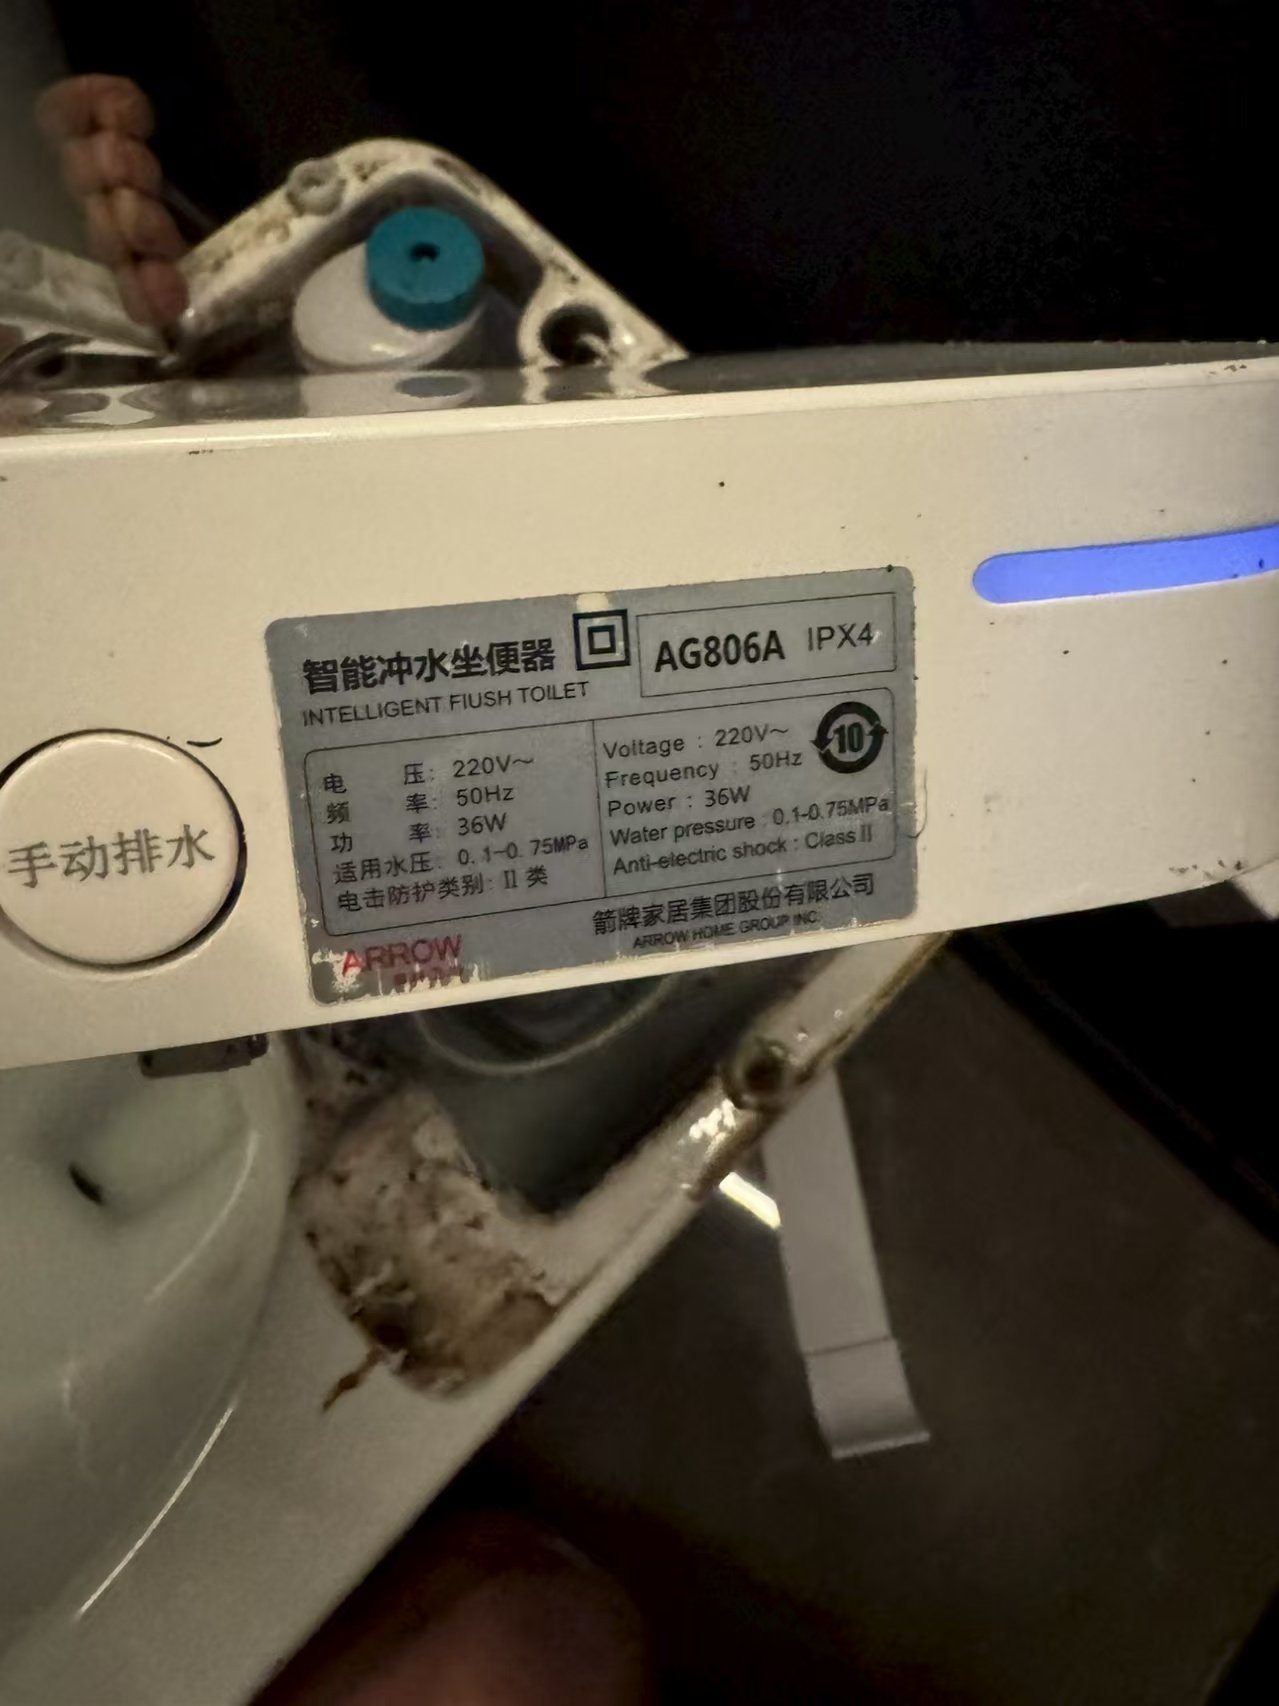 智能冲水坐便器
INTELLIGENT FIUSH TOILET
AG806A IPX4
电 压: 220V～
频 率: 50Hz
功 率: 36W
适用水压: 0.1-0.75MPa
电击防护类别: Ⅱ 类
Voltage : 220V～
Frequency : 50Hz
Power : 36W
Water pressure : 0.1-0.75MPa
Anti-electric shock : Class Ⅱ
10
箭牌家居集团股份有限公司
ARROW HOME GROUP INC.
ARROW
手动排水